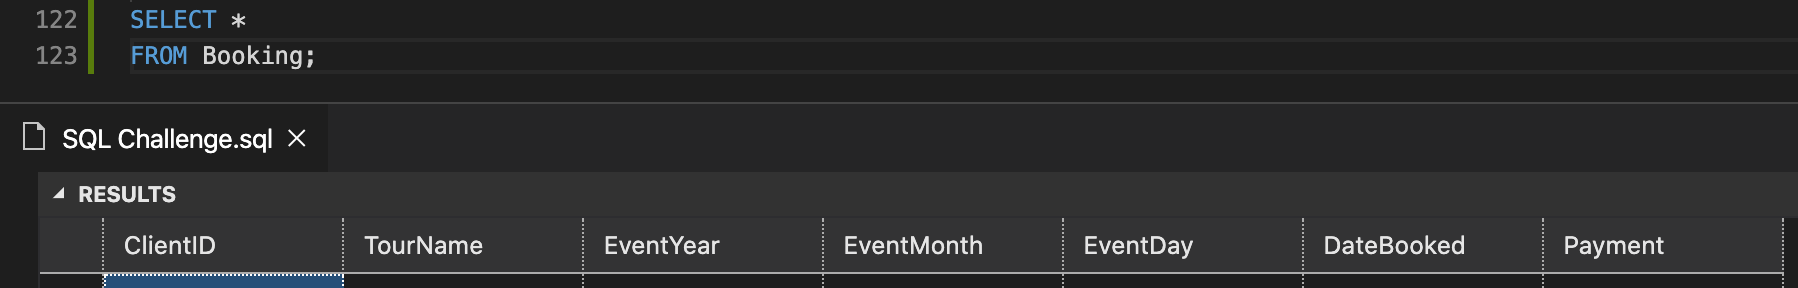 122 SELECT *
123 FROM Booking;
SQL Challenge.sql
RESULTS
ClientID TourName EventYear EventMonth EventDay DateBooked Payment